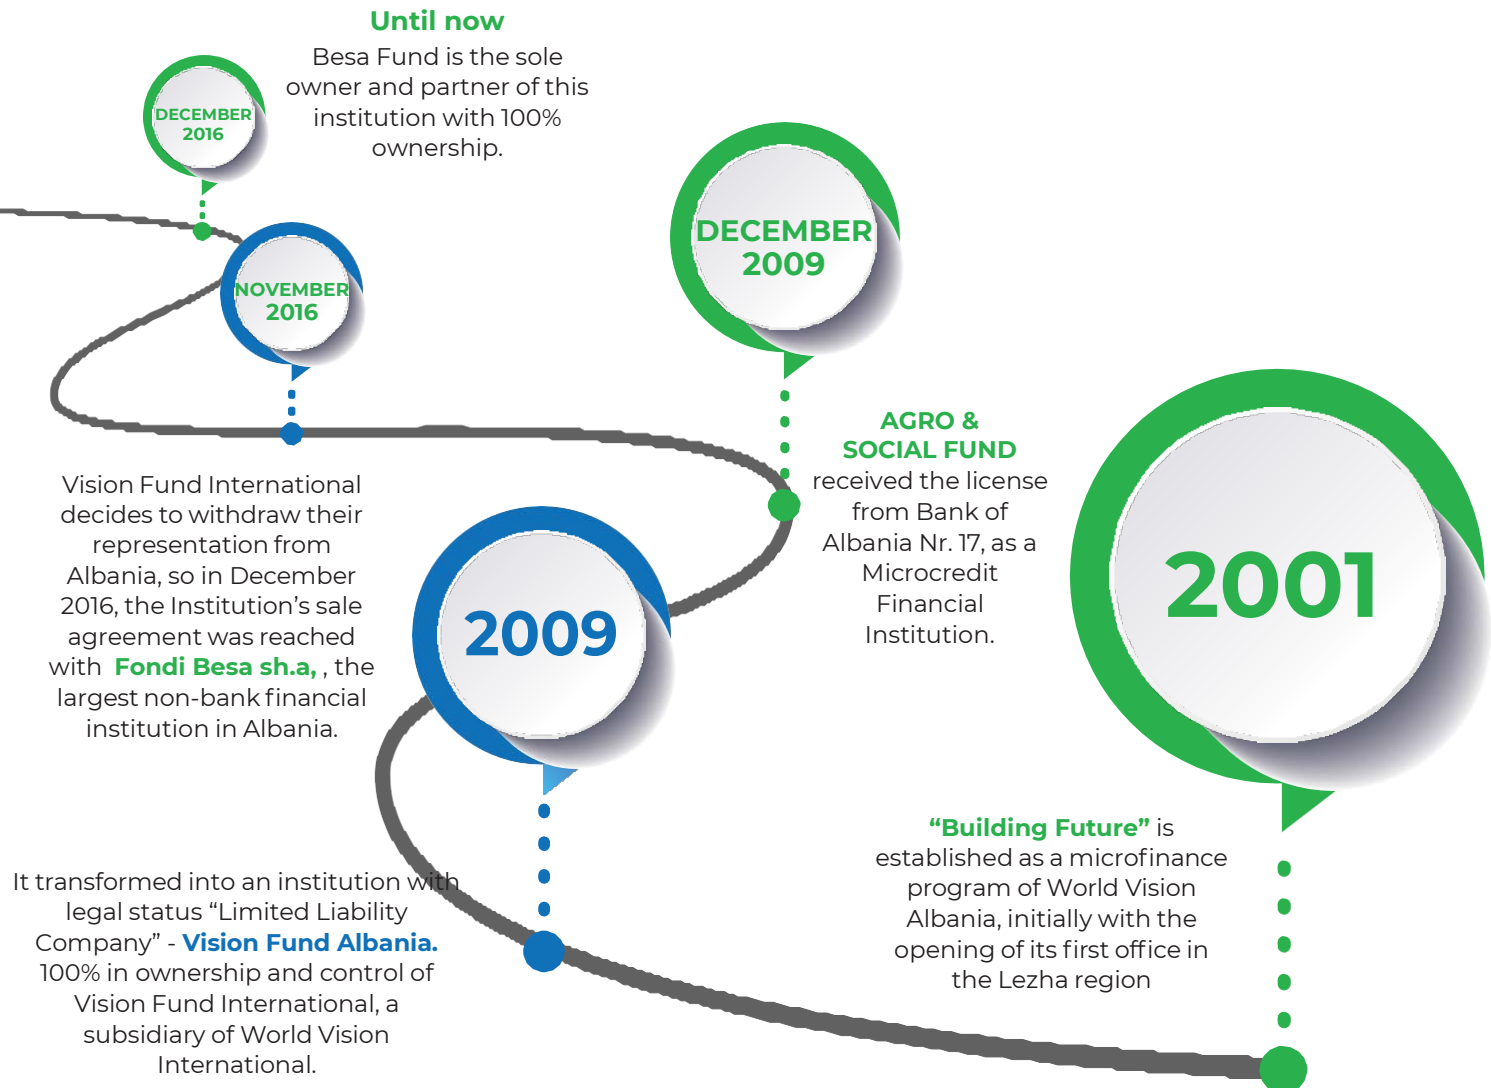 Until now
Besa Fund is the sole
owner and partner of this
institution with 100%
ownership.
DECEMBER
2016
NOVEMBER
2016
DECEMBER
2009
AGRO &
SOCIAL FUND
received the license
from Bank of
Albania Nr. 17, as a
Microcredit
Financial
Institution.
Vision Fund International
decides to withdraw their
representation from
Albania, so in December
2016, the Institution’s sale
agreement was reached
with Fondi Besa sh.a, , the
largest non-bank financial
institution in Albania.
2009
2001
“Building Future” is
established as a microfinance
program of World Vision
Albania, initially with the
opening of its first office in
the Lezha region
It transformed into an institution with
legal status “Limited Liability
Company” - Vision Fund Albania.
100% in ownership and control of
Vision Fund International, a
subsidiary of World Vision
International.